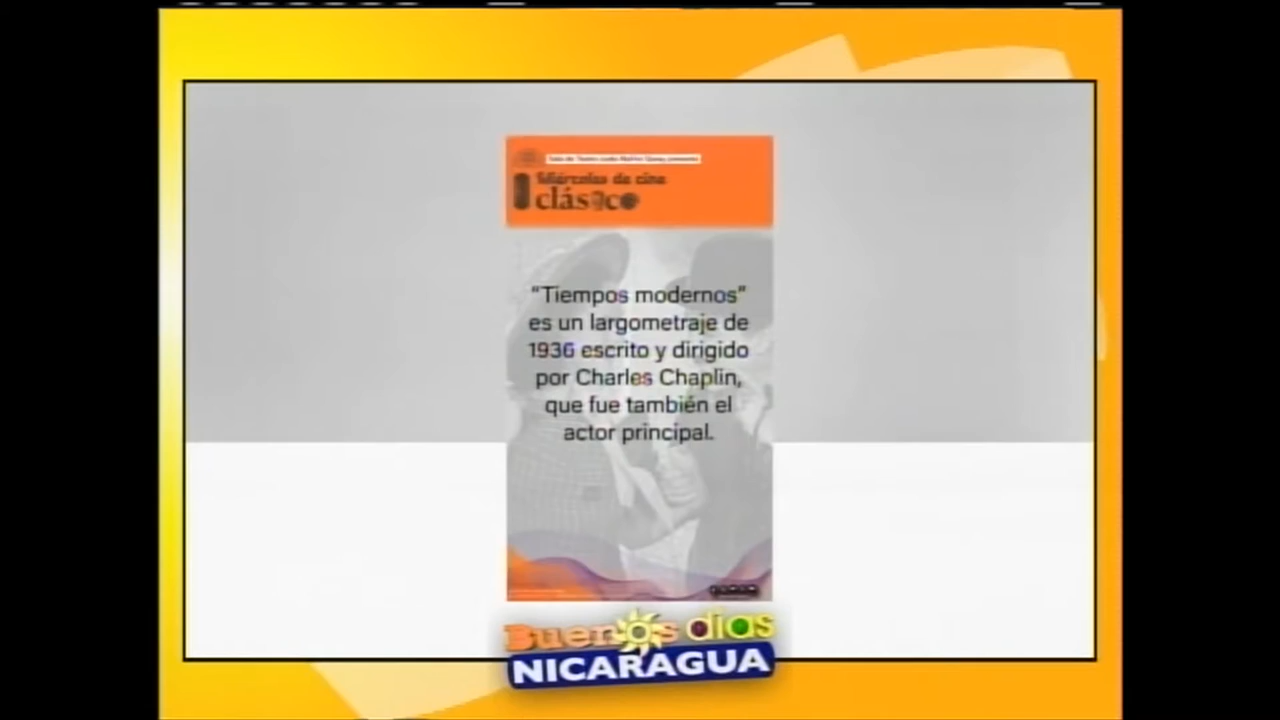 Miércoles de cine
clásico
“Tiempos modernos”
es un largometraje de
1936 escrito y dirigido
por Charles Chaplin,
que fue también el
actor principal.
Buenos días
NICARAGUA